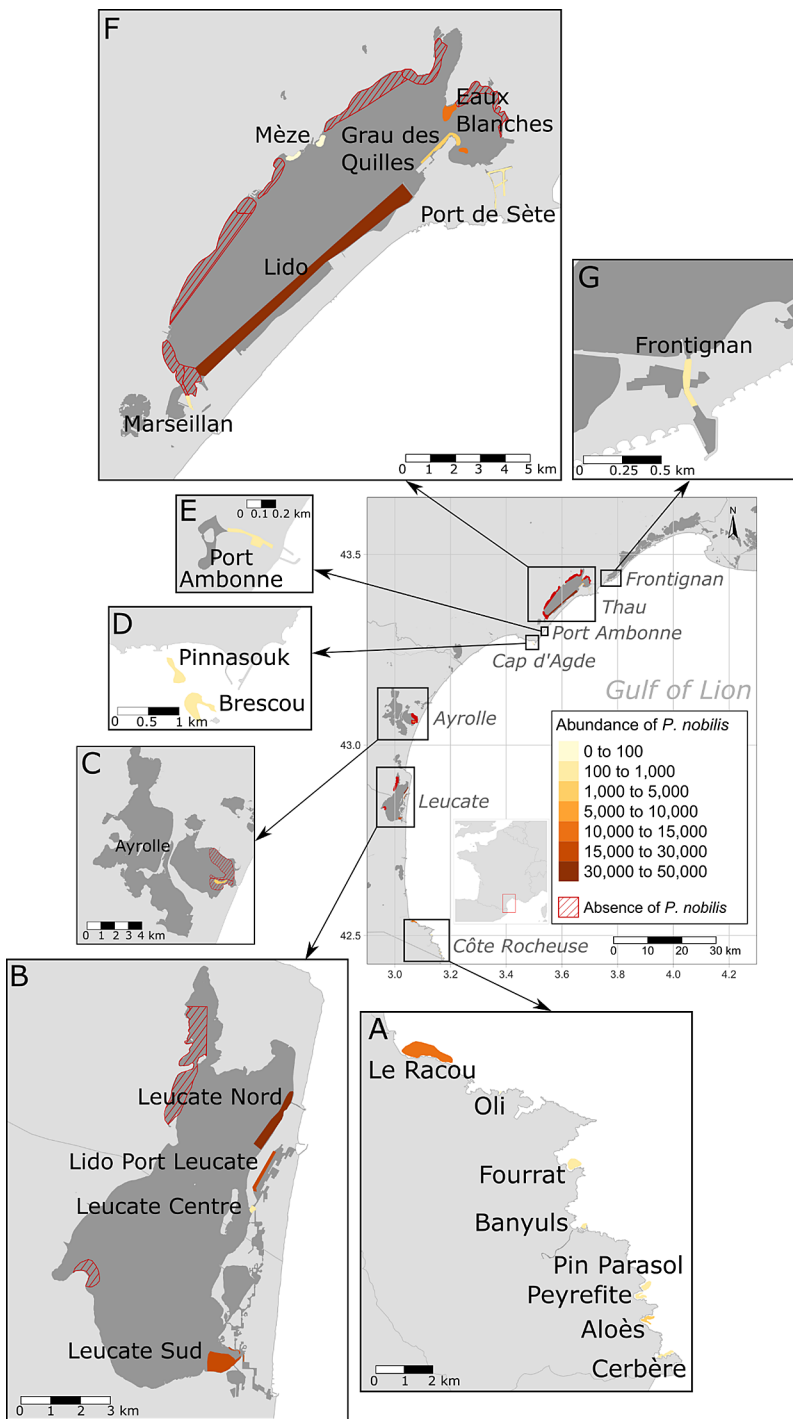 F
Eaux
Blanches
Mèze
Grau des
Quilles
Port de Sète
Lido
Marseillan
0 1 2 3 4 5 km
G
Frontignan
0 0.25 0.5 km
E
0 0.1 0.2 km
Port
Ambonne
D
Pinnasouk
Brescou
0 0.5 1 km
C
Ayrolle
0 1 2 3 4 km
N
43.5
43.0
42.5
3.0 3.2 3.4 3.6 3.8 4.0 4.2
Frontignan
Thau
Port Ambonne
Cap d'Agde
Gulf of Lion
Ayrolle
Leucate
Côte Rocheuse
Abundance of P. nobilis
0 to 100
100 to 1,000
1,000 to 5,000
5,000 to 10,000
10,000 to 15,000
15,000 to 30,000
30,000 to 50,000
Absence of P. nobilis
0 10 20 30 km
B
Leucate Nord
Lido Port Leucate
Leucate Centre
Leucate Sud
0 1 2 3 km
A
Le Racou
Oli
Fourrat
Banyuls
Pin Parasol
Peyrefite
Aloès
Cerbère
0 1 2 km